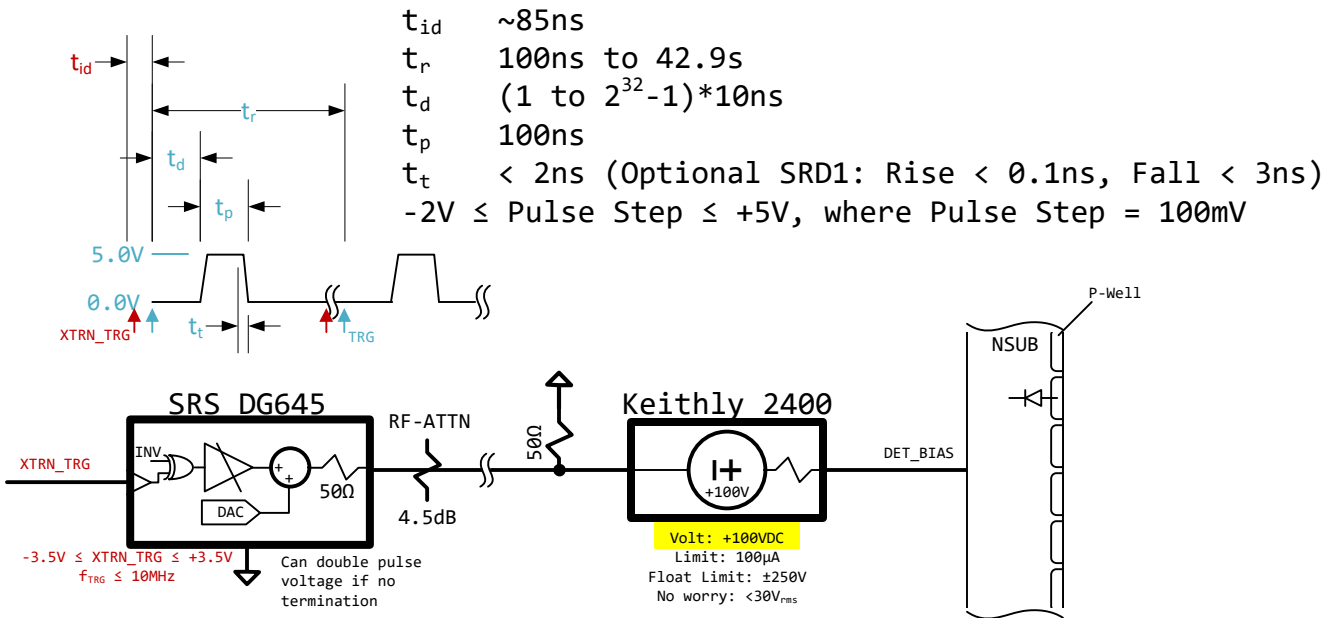 t_id ~85ns
t_r 100ns to 42.9s
t_d (1 to 2^32-1)*10ns
t_p 100ns
t_t < 2ns (Optional SRD1: Rise < 0.1ns, Fall < 3ns)
-2V ≤ Pulse Step ≤ +5V, where Pulse Step = 100mV
t_id
t_r
t_d
t_p
5.0V
0.0V
XTRN_TRG
t_t
TRG
P-Well
NSUB
SRS DG645
RF-ATTN
50Ω
Keithly 2400
XTRN_TRG
INV
+
+
50Ω
DAC
4.5dB
+100V
DET_BIAS
-3.5V ≤ XTRN_TRG ≤ +3.5V
f_TRG ≤ 10MHz
Can double pulse
voltage if no
termination
Volt: +100VDC
Limit: 100µA
Float Limit: ±250V
No worry: <30V_rms